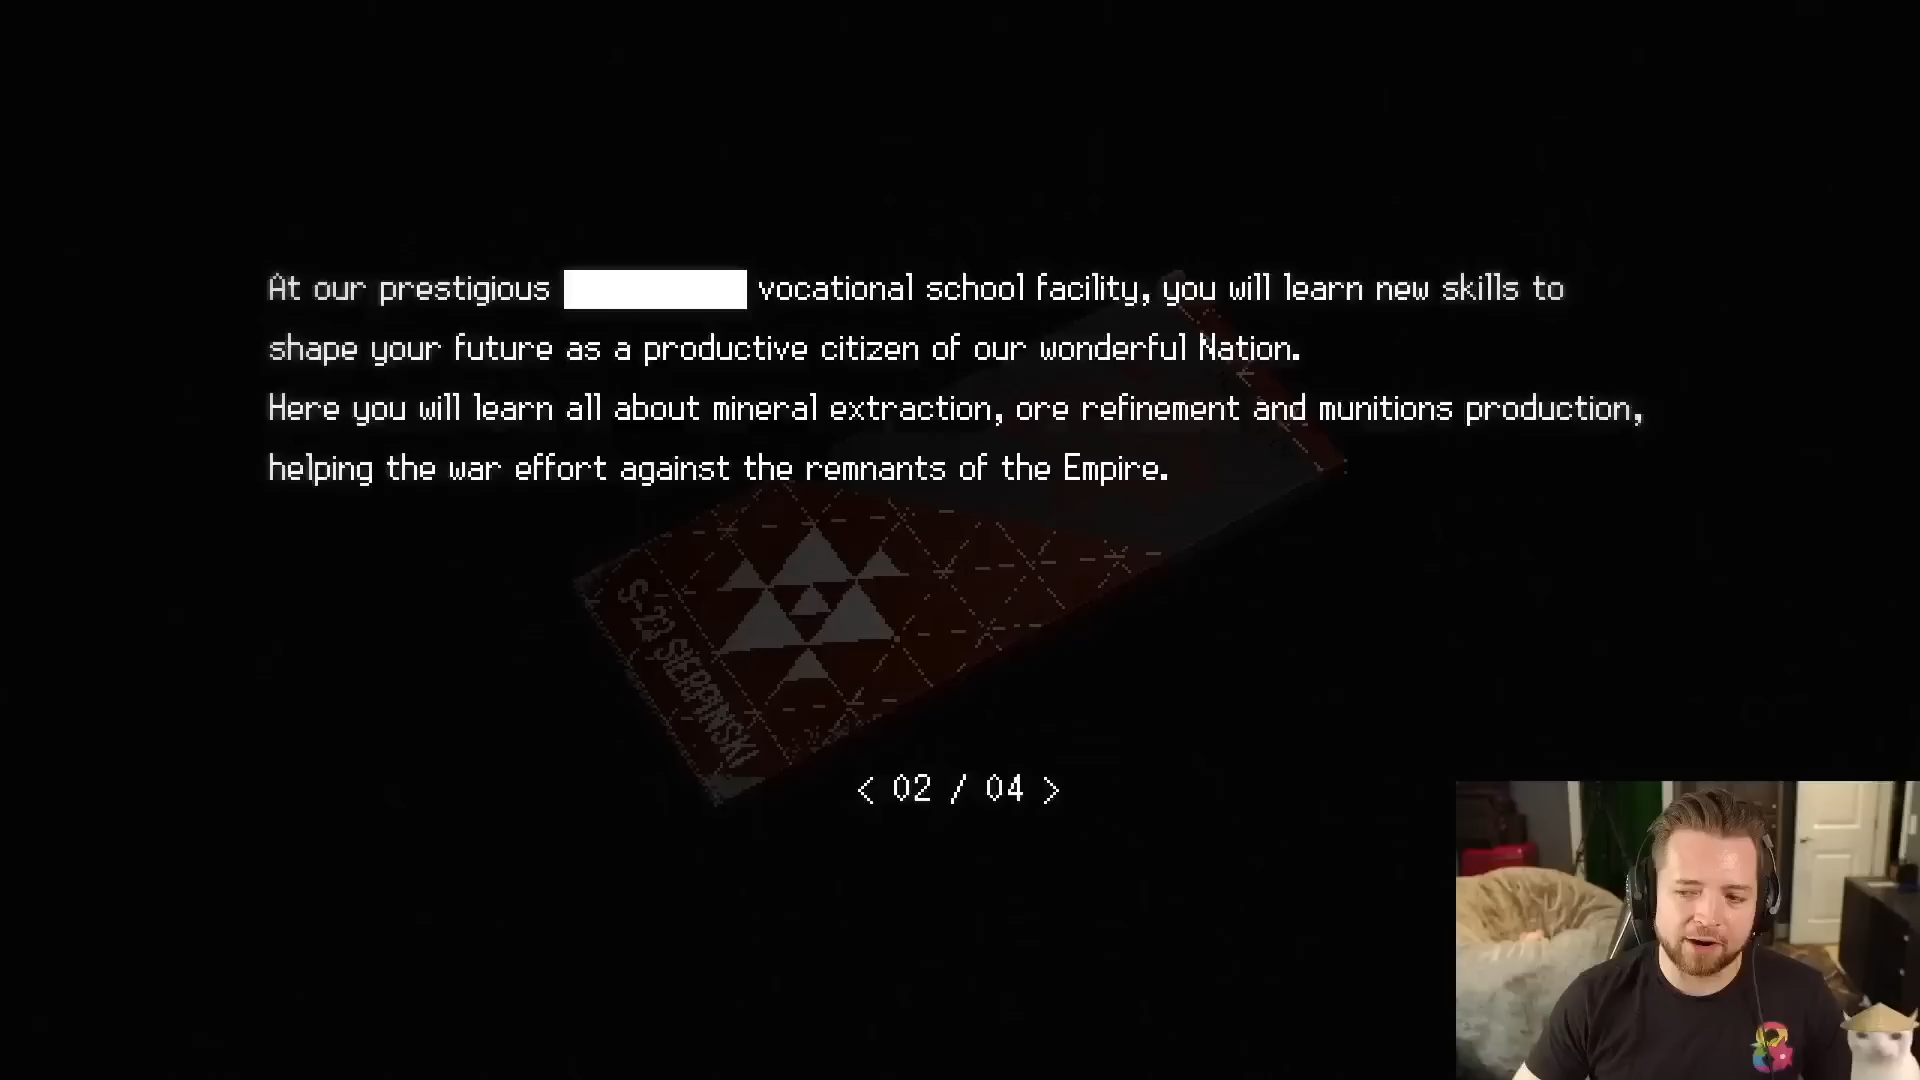 At our prestigious vocational school facility, you will learn new skills to
shape your future as a productive citizen of our wonderful Nation.
Here you will learn all about mineral extraction, ore refinement and munitions production,
helping the war effort against the remnants of the Empire.
S-23 SIERPINSKI
< 02 / 04 >